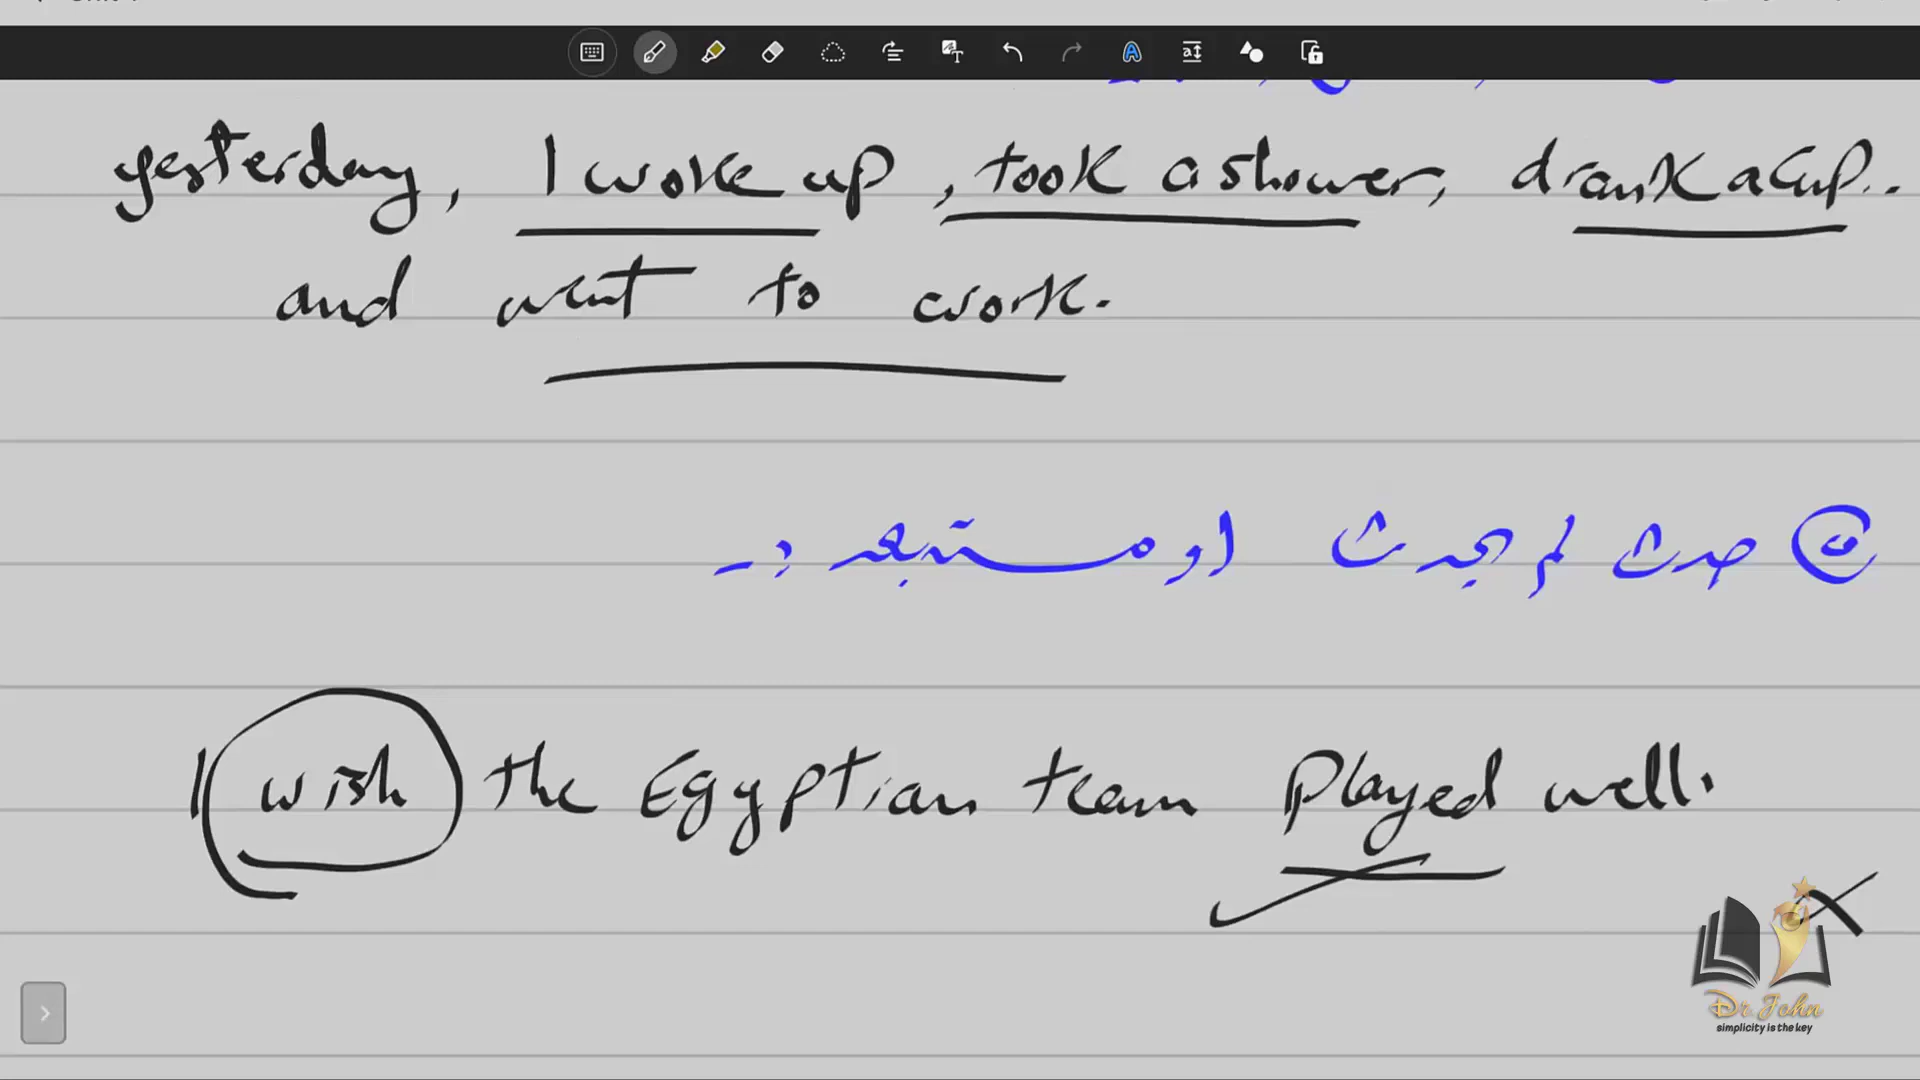 yesterday, I woke up, took a shower, drank a cup..
and went to work.
حدث لم يحدث او مستبعد :-
I wish the Egyptian team played well.
Dr. John
simplicity is the key